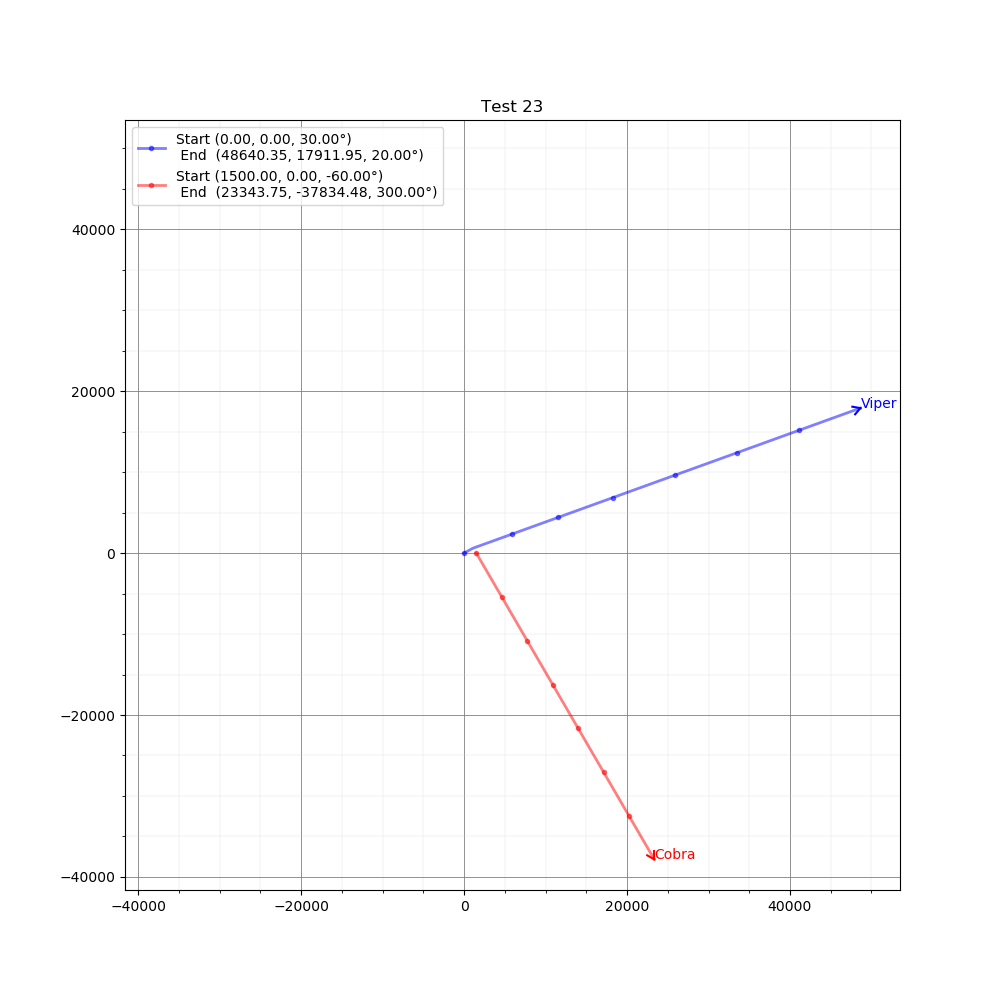 Test 23
Start (0.00, 0.00, 30.00°)
End (48640.35, 17911.95, 20.00°)
Start (1500.00, 0.00, -60.00°)
End (23343.75, -37834.48, 300.00°)
40000
20000
0
−20000
−40000
Viper
Cobra
−40000
−20000
0
20000
40000